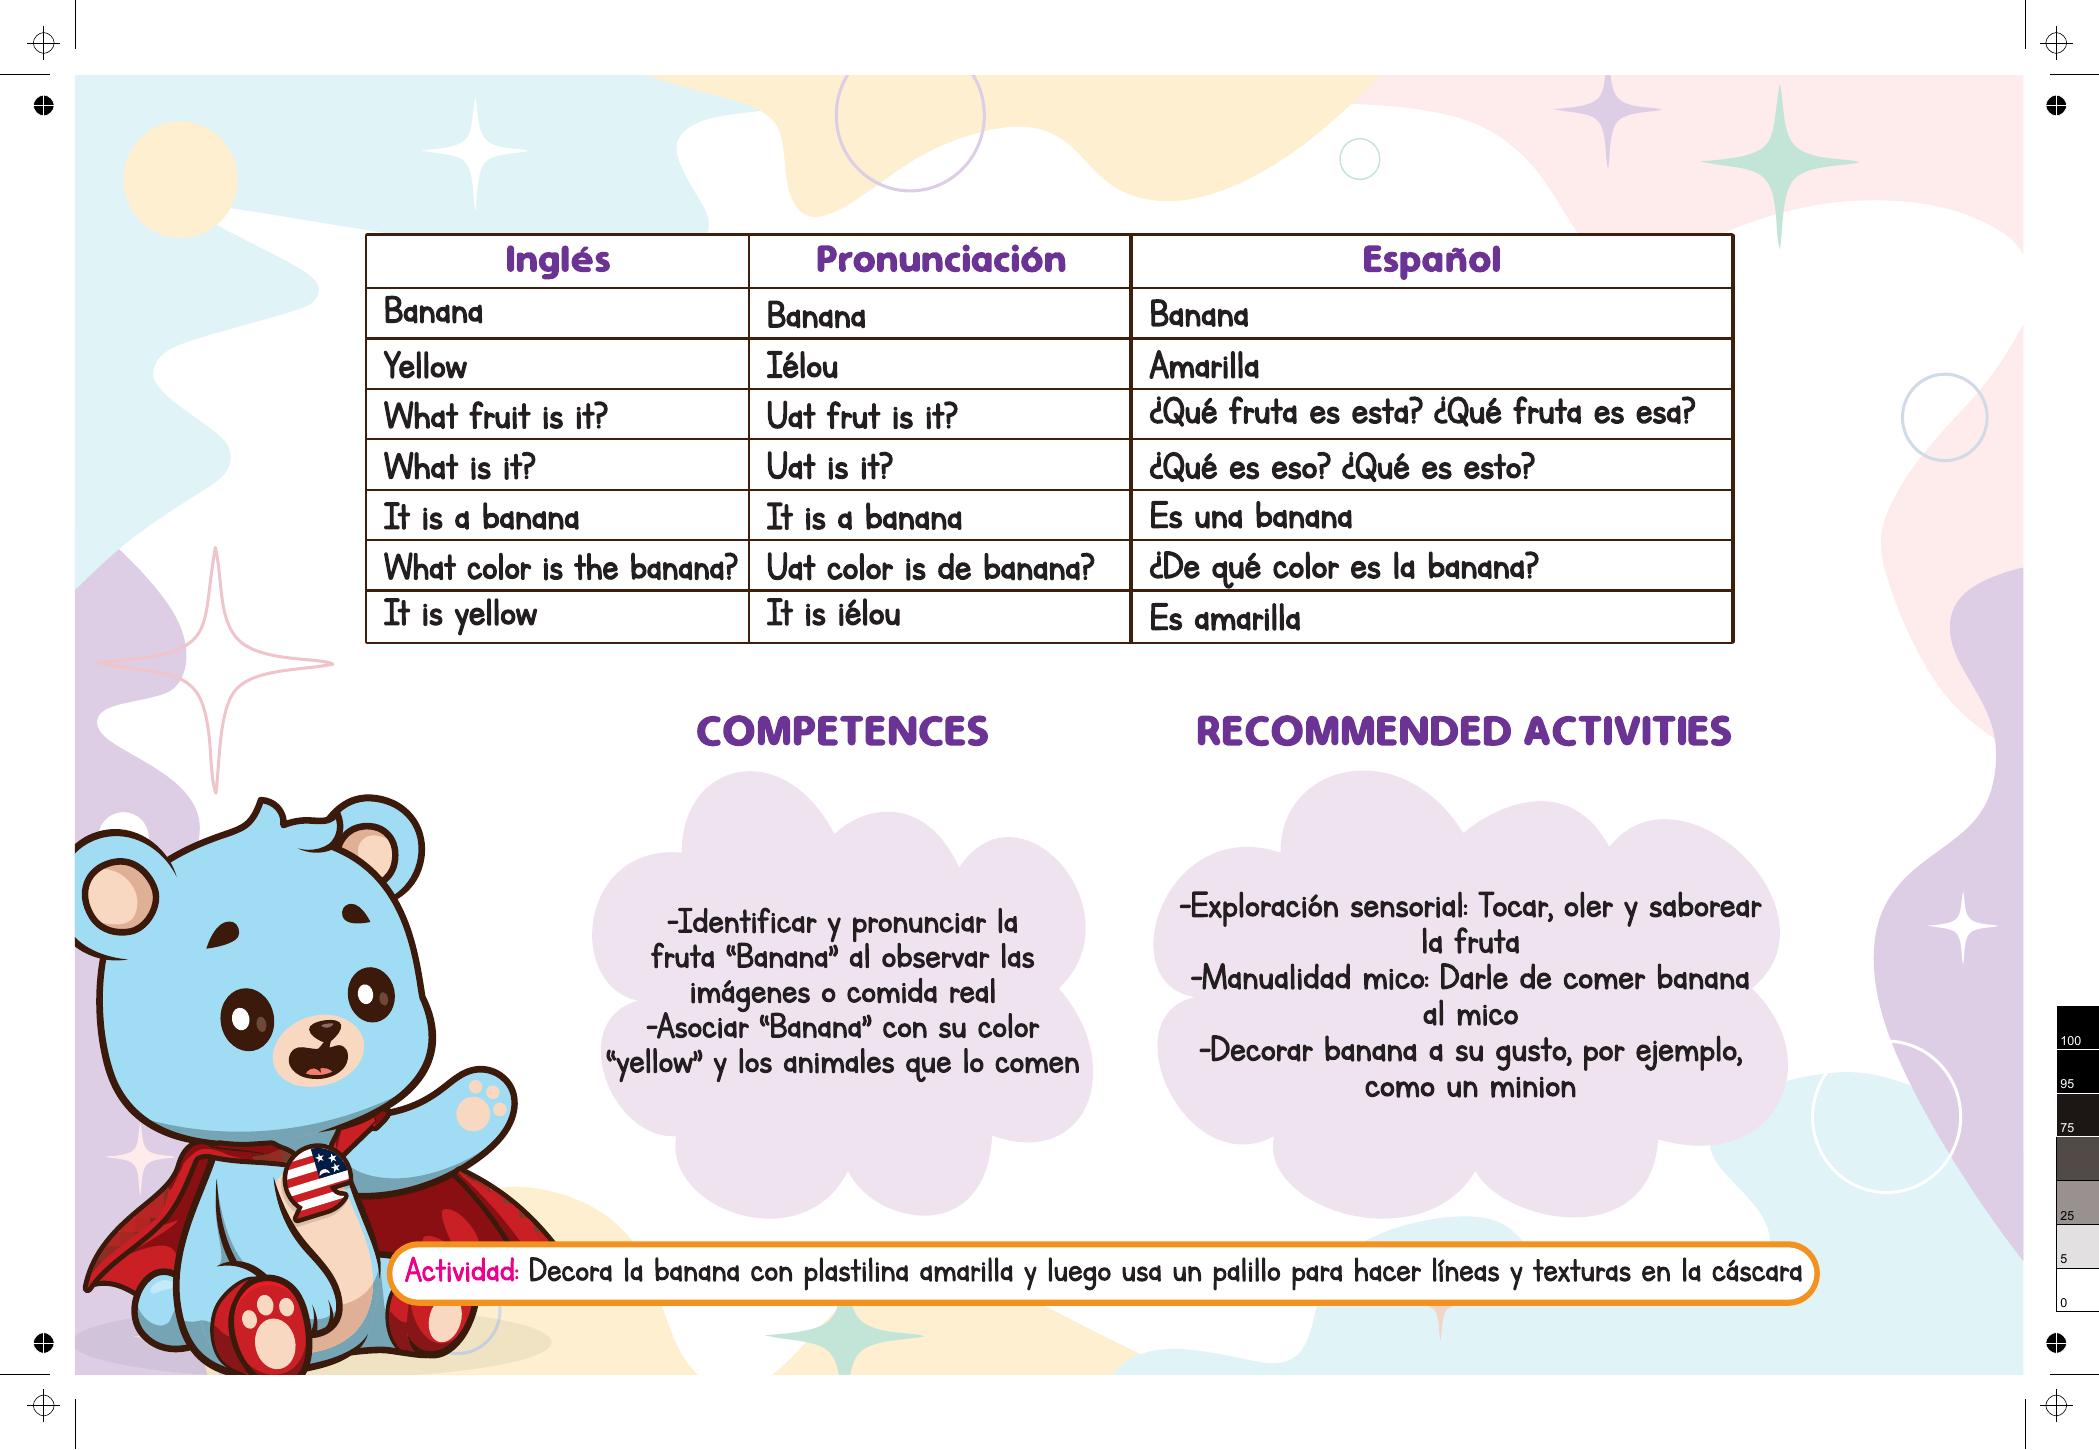 Inglés Pronunciación Español
Banana Banana Banana
Yellow Iélou Amarilla
What fruit is it? Uat frut is it? ¿Qué fruta es esta? ¿Qué fruta es esa?
What is it? Uat is it? ¿Qué es eso? ¿Qué es esto?
It is a banana It is a banana Es una banana
What color is the banana? Uat color is de banana? ¿De qué color es la banana?
It is yellow It is iélou Es amarilla
COMPETENCES
-Identificar y pronunciar la
fruta “Banana” al observar las
imágenes o comida real
-Asociar “Banana” con su color
“yellow” y los animales que lo comen
RECOMMENDED ACTIVITIES
-Exploración sensorial: Tocar, oler y saborear
la fruta
-Manualidad mico: Darle de comer banana
al mico
-Decorar banana a su gusto, por ejemplo,
como un minion
Actividad: Decora la banana con plastilina amarilla y luego usa un palillo para hacer líneas y texturas en la cáscara
100
95
75
25
5
0